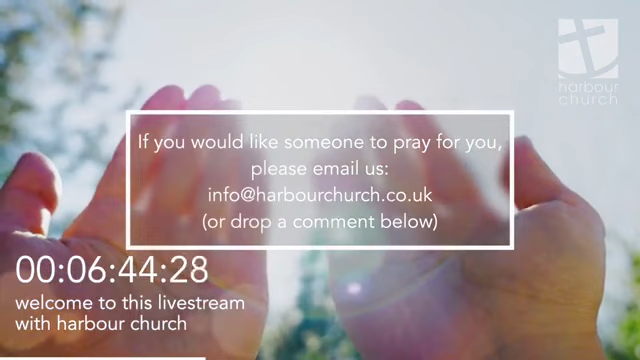 harbour
church
If you would like someone to pray for you,
please email us:
info@harbourchurch.co.uk
(or drop a comment below)
00:06:44:28
welcome to this livestream
with harbour church